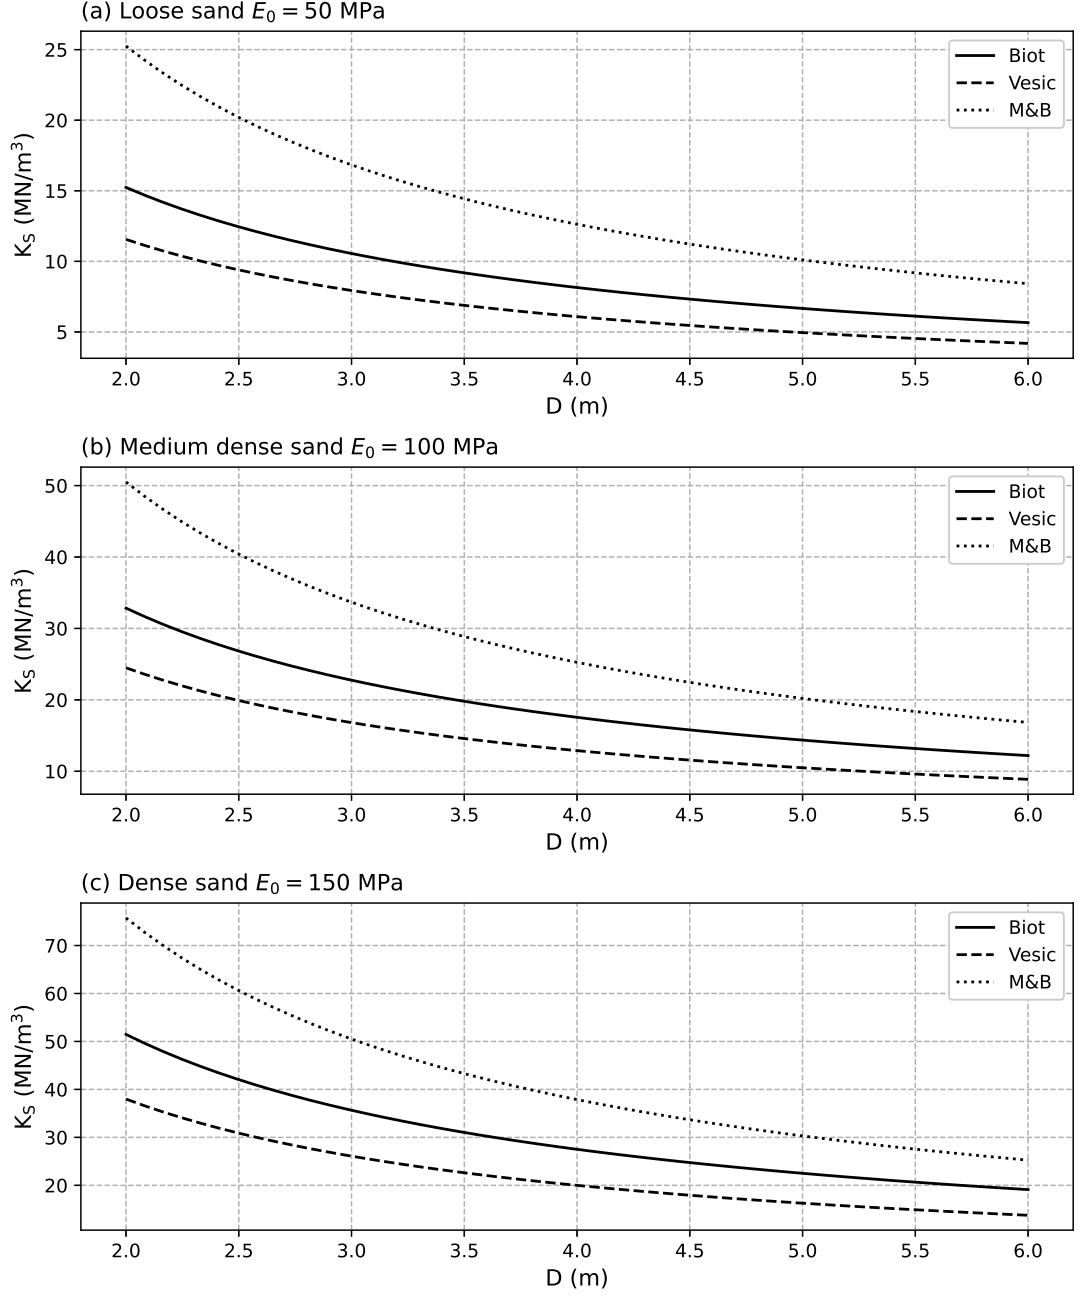 (a) Loose sand E₀ = 50 MPa
25
20
15
10
5
K_S (MN/m³)
Biot
Vesic
M&B
2.0 2.5 3.0 3.5 4.0 4.5 5.0 5.5 6.0
D (m)
(b) Medium dense sand E₀ = 100 MPa
50
40
30
20
10
K_S (MN/m³)
Biot
Vesic
M&B
2.0 2.5 3.0 3.5 4.0 4.5 5.0 5.5 6.0
D (m)
(c) Dense sand E₀ = 150 MPa
70
60
50
40
30
20
K_S (MN/m³)
Biot
Vesic
M&B
2.0 2.5 3.0 3.5 4.0 4.5 5.0 5.5 6.0
D (m)